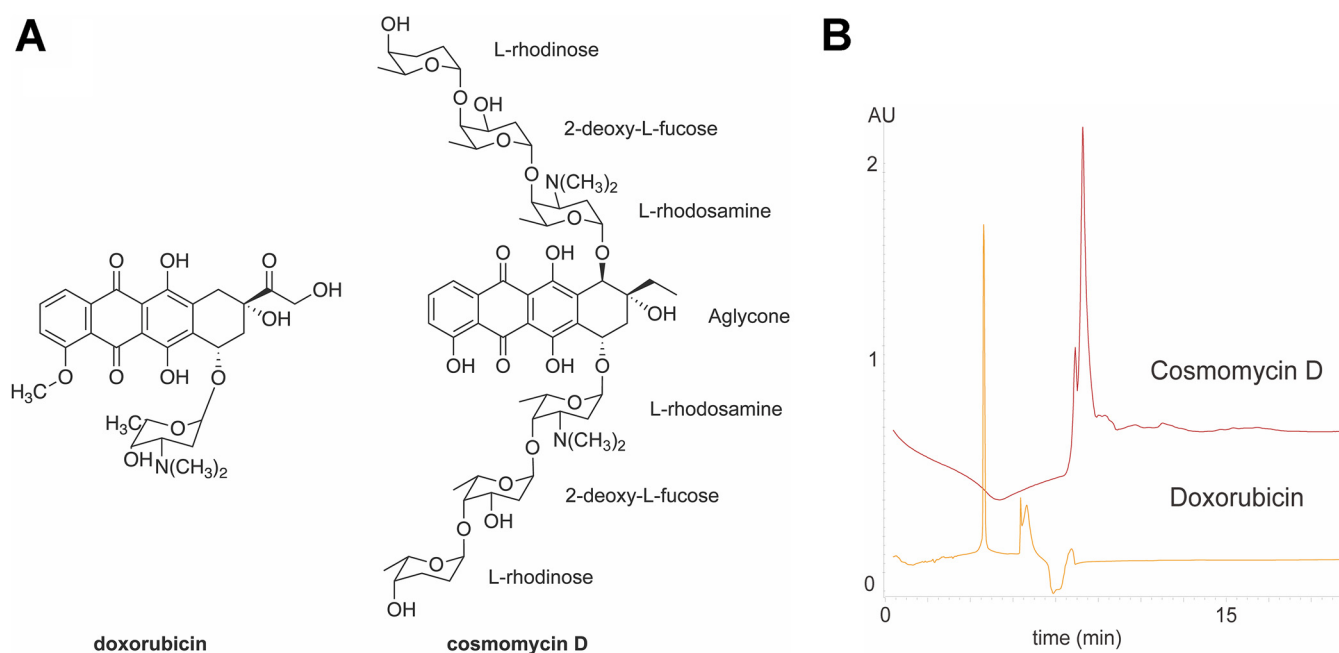 A
OH
L-rhodinose
O
O
OH
2-deoxy-L-fucose
O
O
N(CH₃)₂
L-rhodosamine
O
O
O OH O
OH
O OH
OH
OH
Aglycone
H₃C O
O OH
O
OH O OH
O
H₃C
O
OH N(CH₃)₂
O
L-rhodosamine
N(CH₃)₂
O
O
2-deoxy-L-fucose
OH
O
O
L-rhodinose
OH
doxorubicin
cosmomycin D
B
AU
2
1
0
Cosmomycin D
Doxorubicin
0 15
time (min)